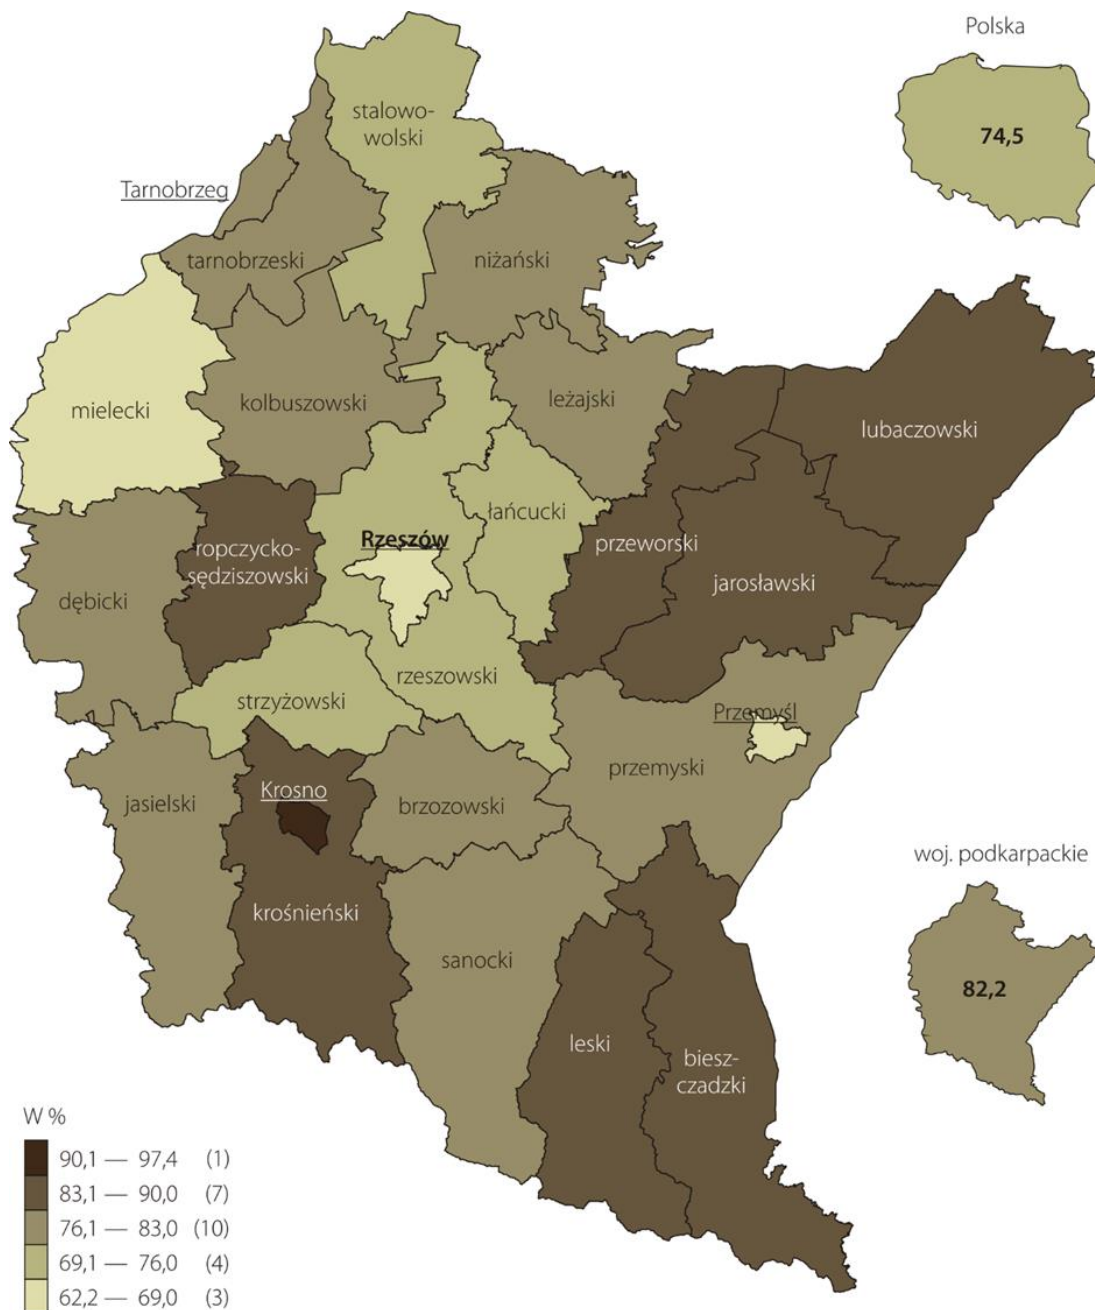 Polska
74,5
stalowo-
wolski
Tarnobrzeg
tarnobrzeski
niżański
mielecki
kolbuszowski
leżajski
lubaczowski
łańcucki
Rzeszów
przeworski
ropczycko-
sędziszowski
jarosławski
dębicki
rzeszowski
strzyżowski
Przemyśl
przemyski
jasielski
Krosno
brzozowski
woj. podkarpackie
82,2
krośnieński
sanocki
leski
biesz-
czadzki
W %
90,1 — 97,4 (1)
83,1 — 90,0 (7)
76,1 — 83,0 (10)
69,1 — 76,0 (4)
62,2 — 69,0 (3)